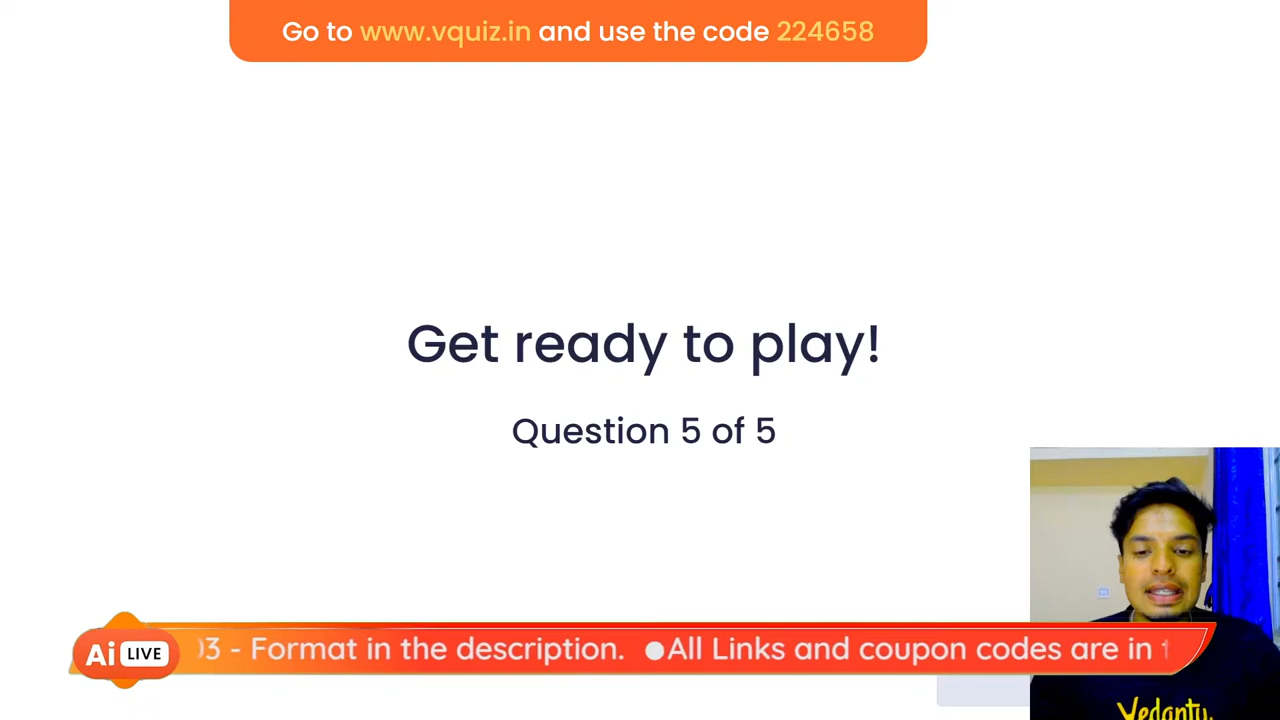 Go to www.vquiz.in and use the code 224658
Get ready to play!
Question 5 of 5
Ai LIVE
03 - Format in the description. ●All Links and coupon codes are in
Vedantu